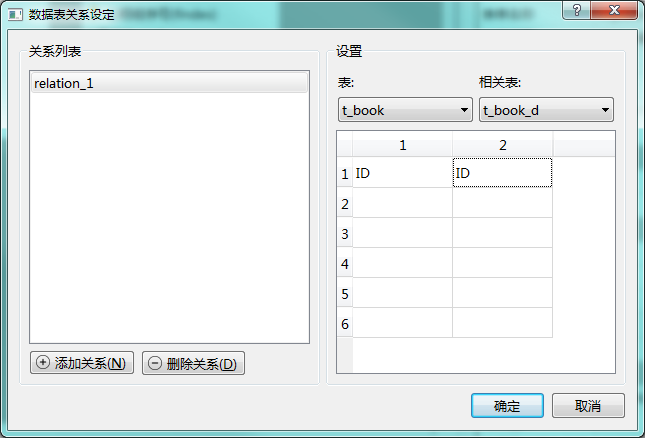 数据表关系设定
关系列表
relation_1
添加关系(N)
删除关系(D)
设置
表:
相关表:
t_book
t_book_d
1 2
1 ID ID
2
3
4
5
6
确定
取消